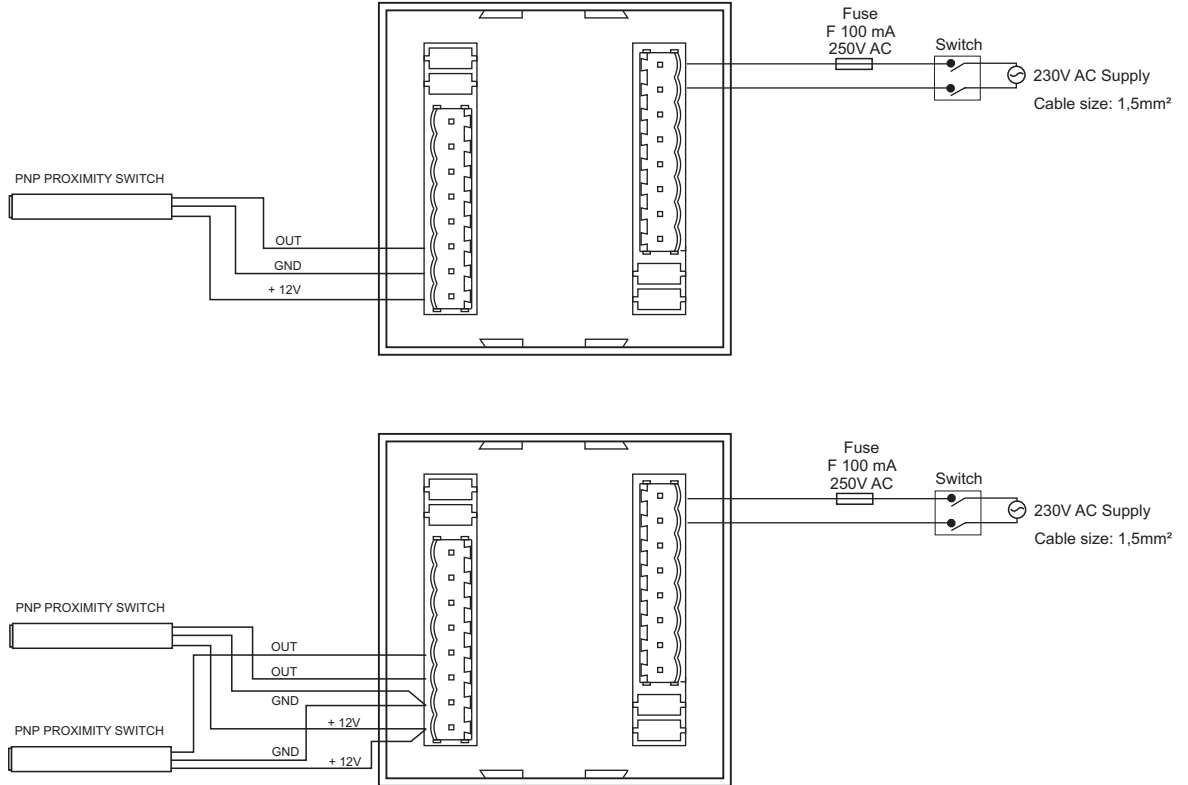 Fuse
F 100 mA
250V AC
Switch
230V AC Supply
Cable size: 1,5mm²
PNP PROXIMITY SWITCH
OUT
GND
+ 12V
Fuse
F 100 mA
250V AC
Switch
230V AC Supply
Cable size: 1,5mm²
PNP PROXIMITY SWITCH
OUT
OUT
GND
+ 12V
PNP PROXIMITY SWITCH
GND
+ 12V